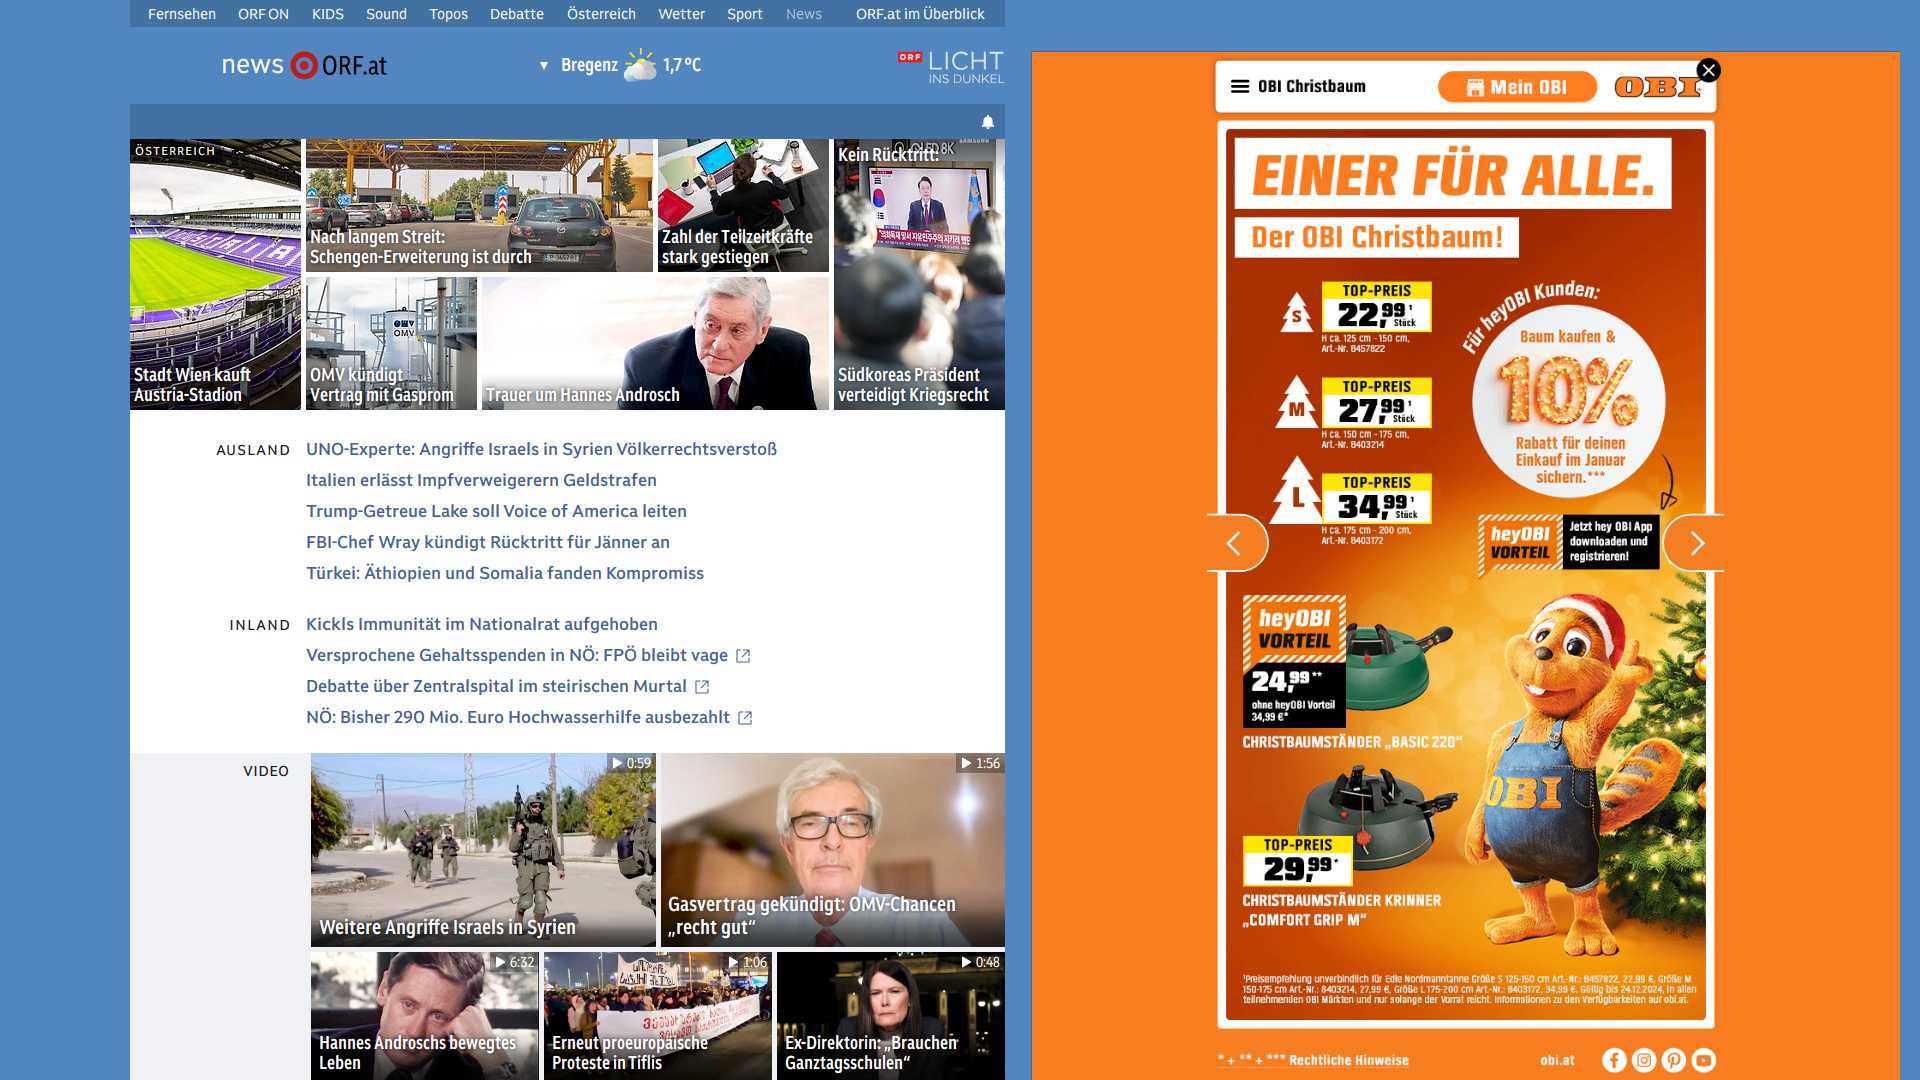 Fernsehen ORF ON KIDS Sound Topos Debatte Österreich Wetter Sport News ORF.at im Überblick
news ORF.at
Bregenz 1,7 °C
ORF LICHT
INS DUNKEL
ÖSTERREICH
Stadt Wien kauft
Austria-Stadion
Nach langem Streit:
Schengen-Erweiterung ist durch
Zahl der Teilzeitkräfte
stark gestiegen
Kein Rücktritt:
Südkoreas Präsident
verteidigt Kriegsrecht
OMV
OMV
OMV kündigt
Vertrag mit Gasprom
Trauer um Hannes Androsch
AUSLAND
UNO-Experte: Angriffe Israels in Syrien Völkerrechtsverstoß
Italien erlässt Impfverweigerern Geldstrafen
Trump-Getreue Lake soll Voice of America leiten
FBI-Chef Wray kündigt Rücktritt für Jänner an
Türkei: Äthiopien und Somalia fanden Kompromiss
INLAND
Kickls Immunität im Nationalrat aufgehoben
Versprochene Gehaltsspenden in NÖ: FPÖ bleibt vage
Debatte über Zentralspital im steirischen Murtal
NÖ: Bisher 290 Mio. Euro Hochwasserhilfe ausbezahlt
VIDEO
0:59
Weitere Angriffe Israels in Syrien
1:56
Gasvertrag gekündigt: OMV-Chancen
„recht gut“
6:32
Hannes Androschs bewegtes
Leben
1:06
Erneut proeuropäische
Proteste in Tiflis
0:48
Ex-Direktorin: „Brauchen
Ganztagsschulen“
OBI Christbaum
Mein OBI
OBI
EINER FÜR ALLE.
Der OBI Christbaum!
S
TOP-PREIS
22,99¹
Stück
H ca. 125 cm - 150 cm,
Art.-Nr. 8457822
M
TOP-PREIS
27,99¹
Stück
H ca. 150 cm - 175 cm,
Art.-Nr. 8403214
L
TOP-PREIS
34,99¹
Stück
H ca. 175 cm - 200 cm,
Art.-Nr. 8403172
Für heyOBI Kunden:
Baum kaufen &
10%
Rabatt für deinen
Einkauf im Januar
sichern.***
heyOBI
VORTEIL
Jetzt hey OBI App
downloaden und
registrieren!
heyOBI
VORTEIL
24,99**
ohne heyOBI Vorteil
34,99 €*
CHRISTBAUMSTÄNDER „BASIC 220“
OBI
TOP-PREIS
29,99*
CHRISTBAUMSTÄNDER KRINNER
„COMFORT GRIP M“
¹Preisempfehlung unverbindlich für Edle Nordmanntanne Größe S 125-150 cm Art.-Nr.: 8457822, 22,99 €, Größe M
150-175 cm Art.-Nr.: 8403214, 27,99 €, Größe L 175-200 cm Art.-Nr.: 8403172, 34,99 €. Gültig bis 24.12.2024, in allen
teilnehmenden OBI Märkten und nur solange der Vorrat reicht. Informationen zu den Verfügbarkeiten auf obi.at.
* + ** + *** Rechtliche Hinweise
obi.at